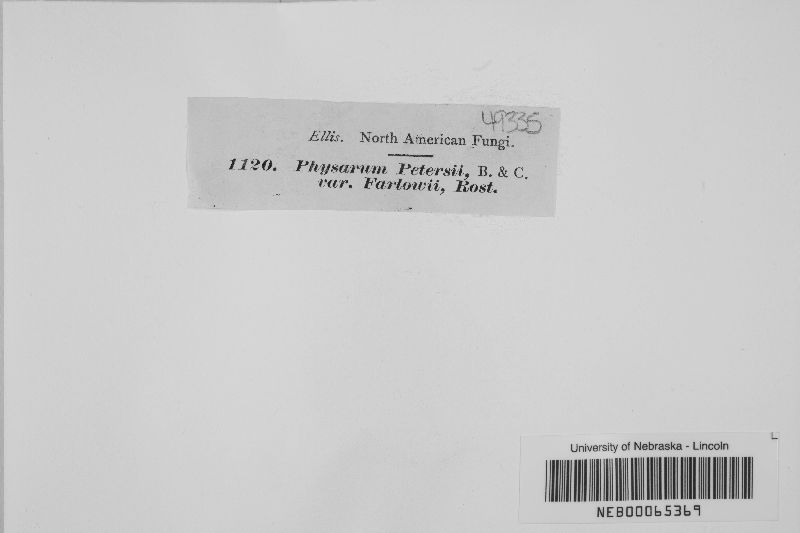 49335
Ellis. North American Fungi.
1120. Physarum Petersii, B. & C.
var. Farlowii, Rost.
University of Nebraska - Lincoln
NEB00065369